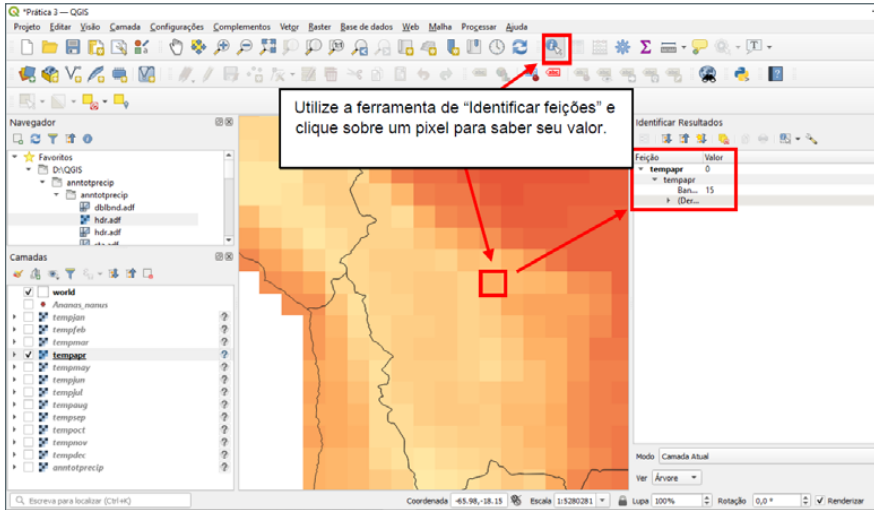 *Prática 3 — QGIS
Projeto Editar Visão Camada Configurações Complementos Vetor Raster Base de dados Web Malha Processar Ajuda
Utilize a ferramenta de “Identificar feições” e
clique sobre um pixel para saber seu valor.
Navegador
Favoritos
D:\QGIS
anntotprecip
anntotprecip
dblbnd.adf
hdr.adf
hdr.adf
Camadas
world
Ananas_nanus
tempjan
tempfeb
tempmar
tempapr
tempmay
tempjun
tempjul
tempaug
tempsep
tempoct
tempnov
tempdec
anntotprecip
Identificar Resultados
Feição Valor
tempapr 0
tempapr
Ban... 15
(Der...
Modo Camada Atual
Ver Árvore
Escreva para localizar (Ctrl+K)
Coordenada -65.98,-18.15 Escala 1:5280281 Lupa 100% Rotação 0,0 ° Renderizar